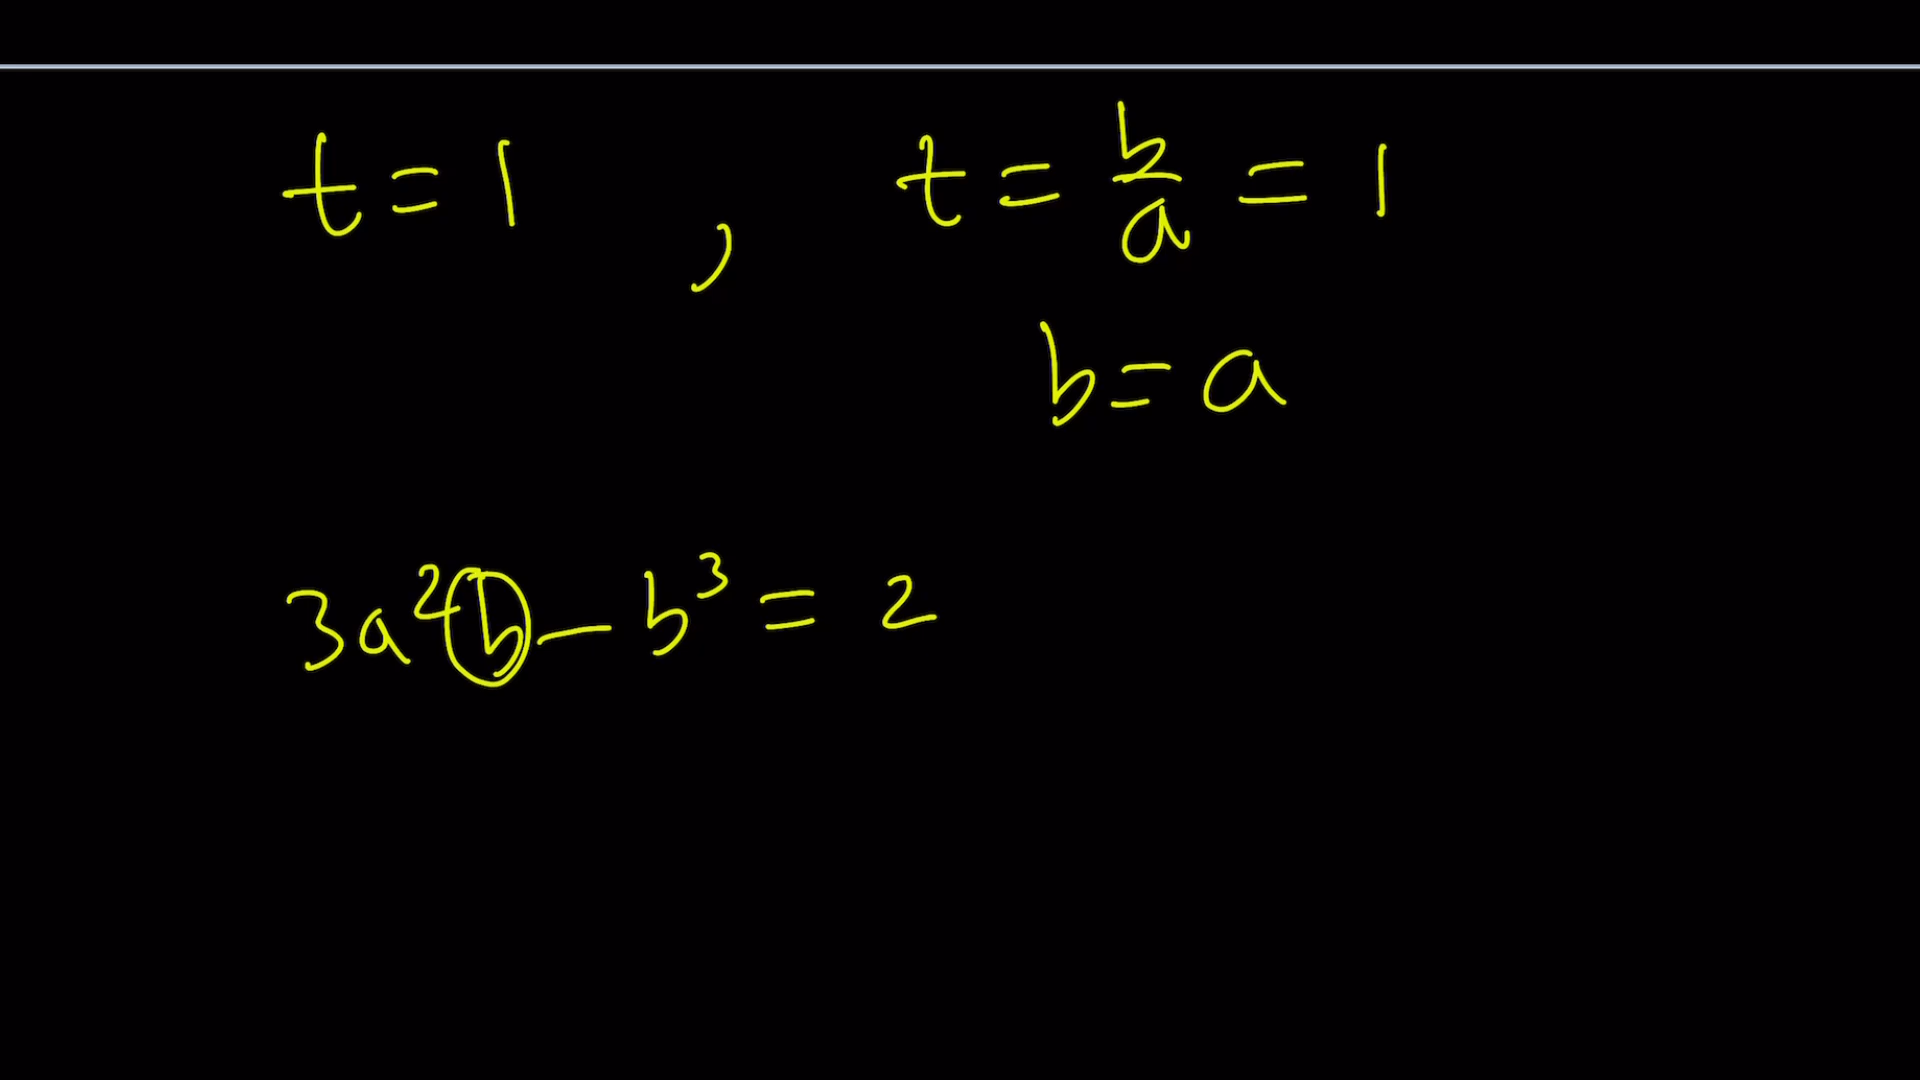 t = 1 , t = b/a = 1
b = a
3a²b - b³ = 2